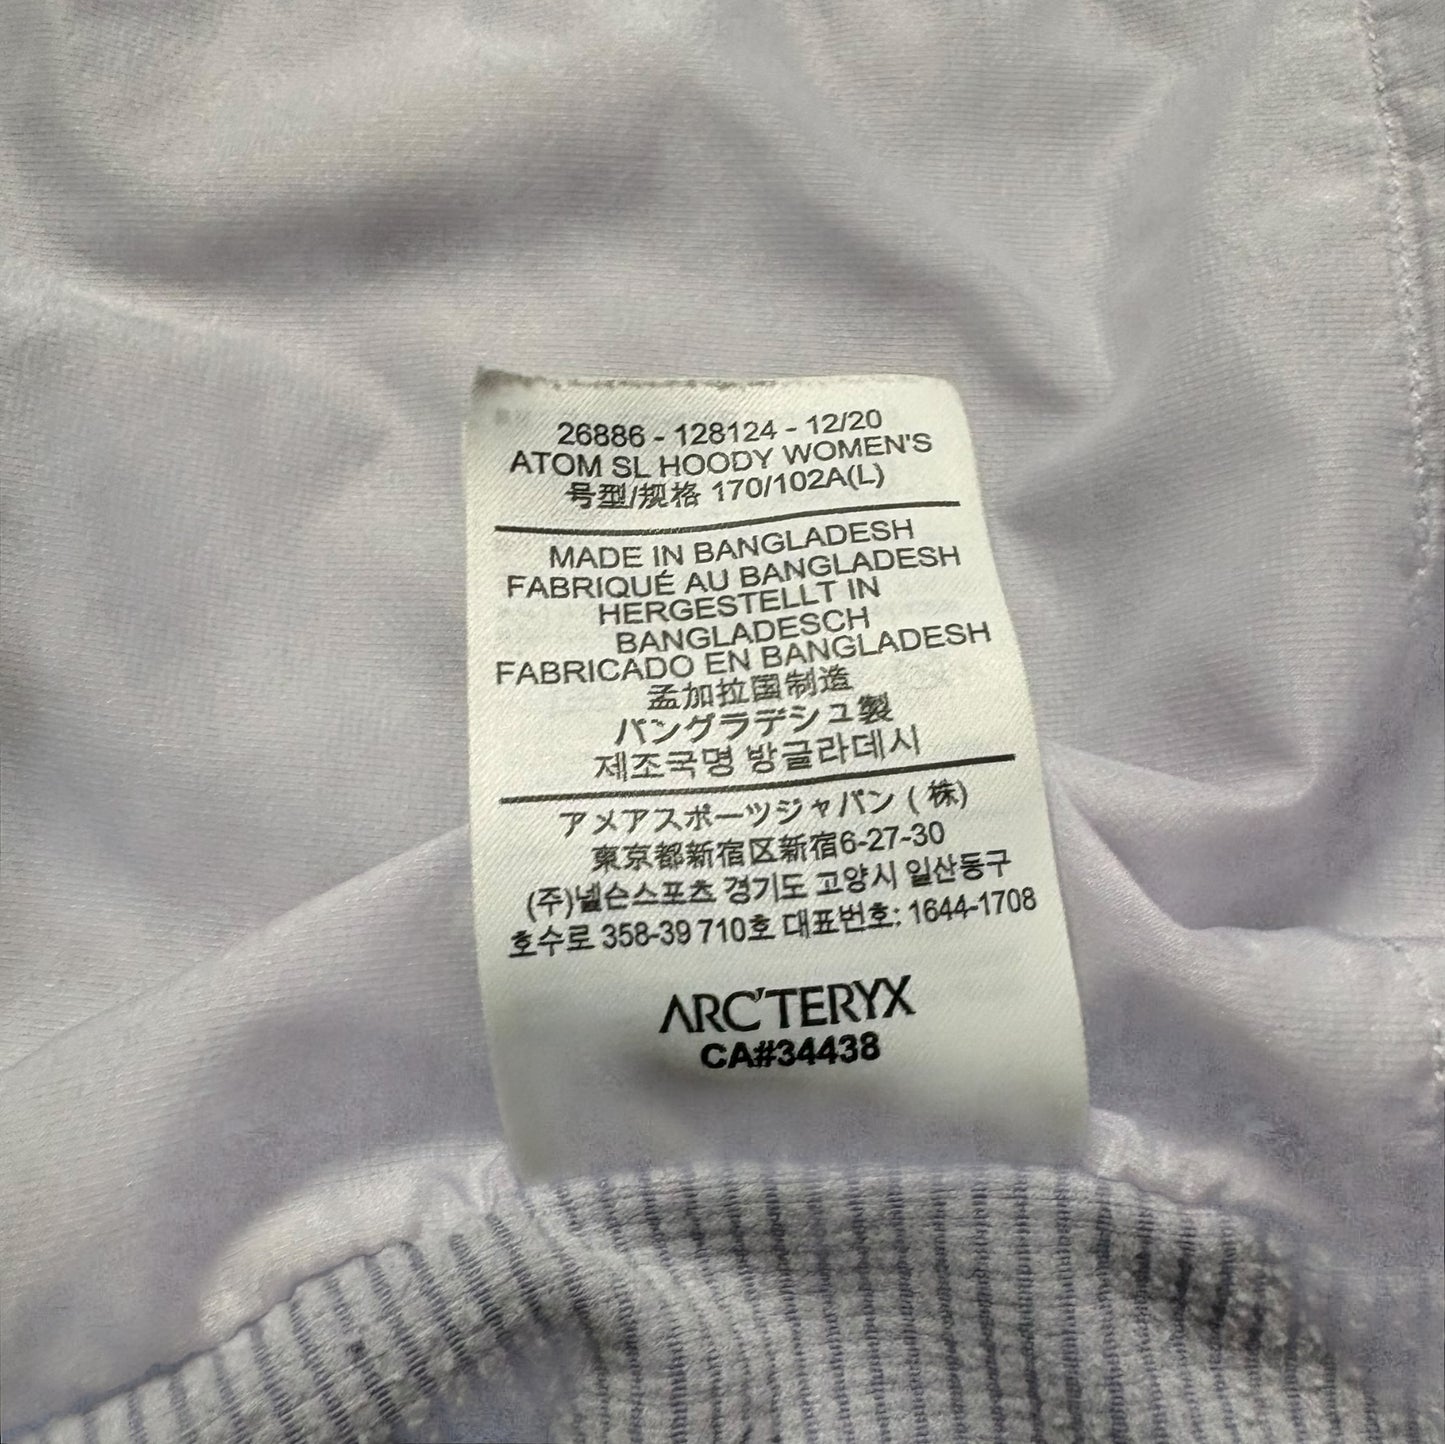 26886 - 128124 - 12/20
ATOM SL HOODY WOMEN'S
号型/规格 170/102A(L)
MADE IN BANGLADESH
FABRIQUÉ AU BANGLADESH
HERGESTELLT IN
BANGLADESCH
FABRICADO EN BANGLADESH
孟加拉国制造
バングラデシュ製
제조국명 방글라데시
アメアスポーツジャパン ( 株)
東京都新宿区新宿6-27-30
(주)넬슨스포츠 경기도 고양시 일산동구
호수로 358-39 710호 대표번호: 1644-1708
ARC'TERYX
CA#34438